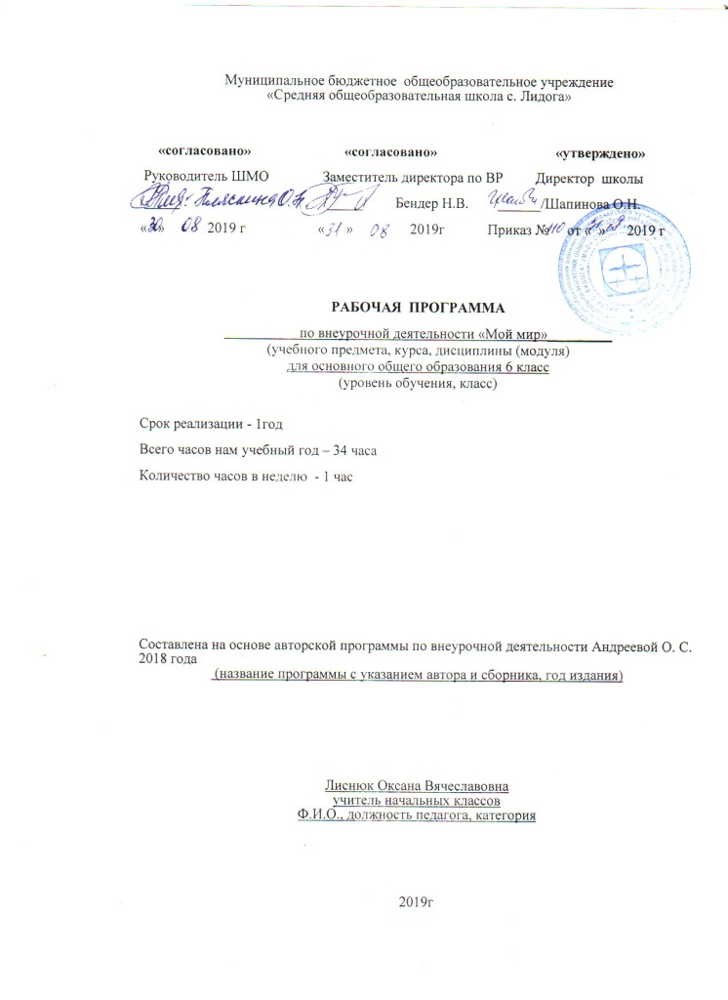 Муниципальное бюджетное общеобразовательное учреждение
«Средняя общеобразовательная школа с. Лидога»
«согласовано» «согласовано» «утверждено»
Руководитель ШМО Заместитель директора по ВР Директор школы
Пляскина О.А. Бендер Н.В. /Шапинова О.Н.
«30» 08 2019 г «31» 08 2019г Приказ №110 от « » 2019 г
РАБОЧАЯ ПРОГРАММА
по внеурочной деятельности «Мой мир»
(учебного предмета, курса, дисциплины (модуля)
для основного общего образования 6 класс
(уровень обучения, класс)
Срок реализации - 1год
Всего часов нам учебный год – 34 часа
Количество часов в неделю - 1 час
Составлена на основе авторской программы по внеурочной деятельности Андреевой О. С.
2018 года
(название программы с указанием автора и сборника, год издания)
Лиснюк Оксана Вячеславовна
учитель начальных классов
Ф.И.О., должность педагога, категория
2019г